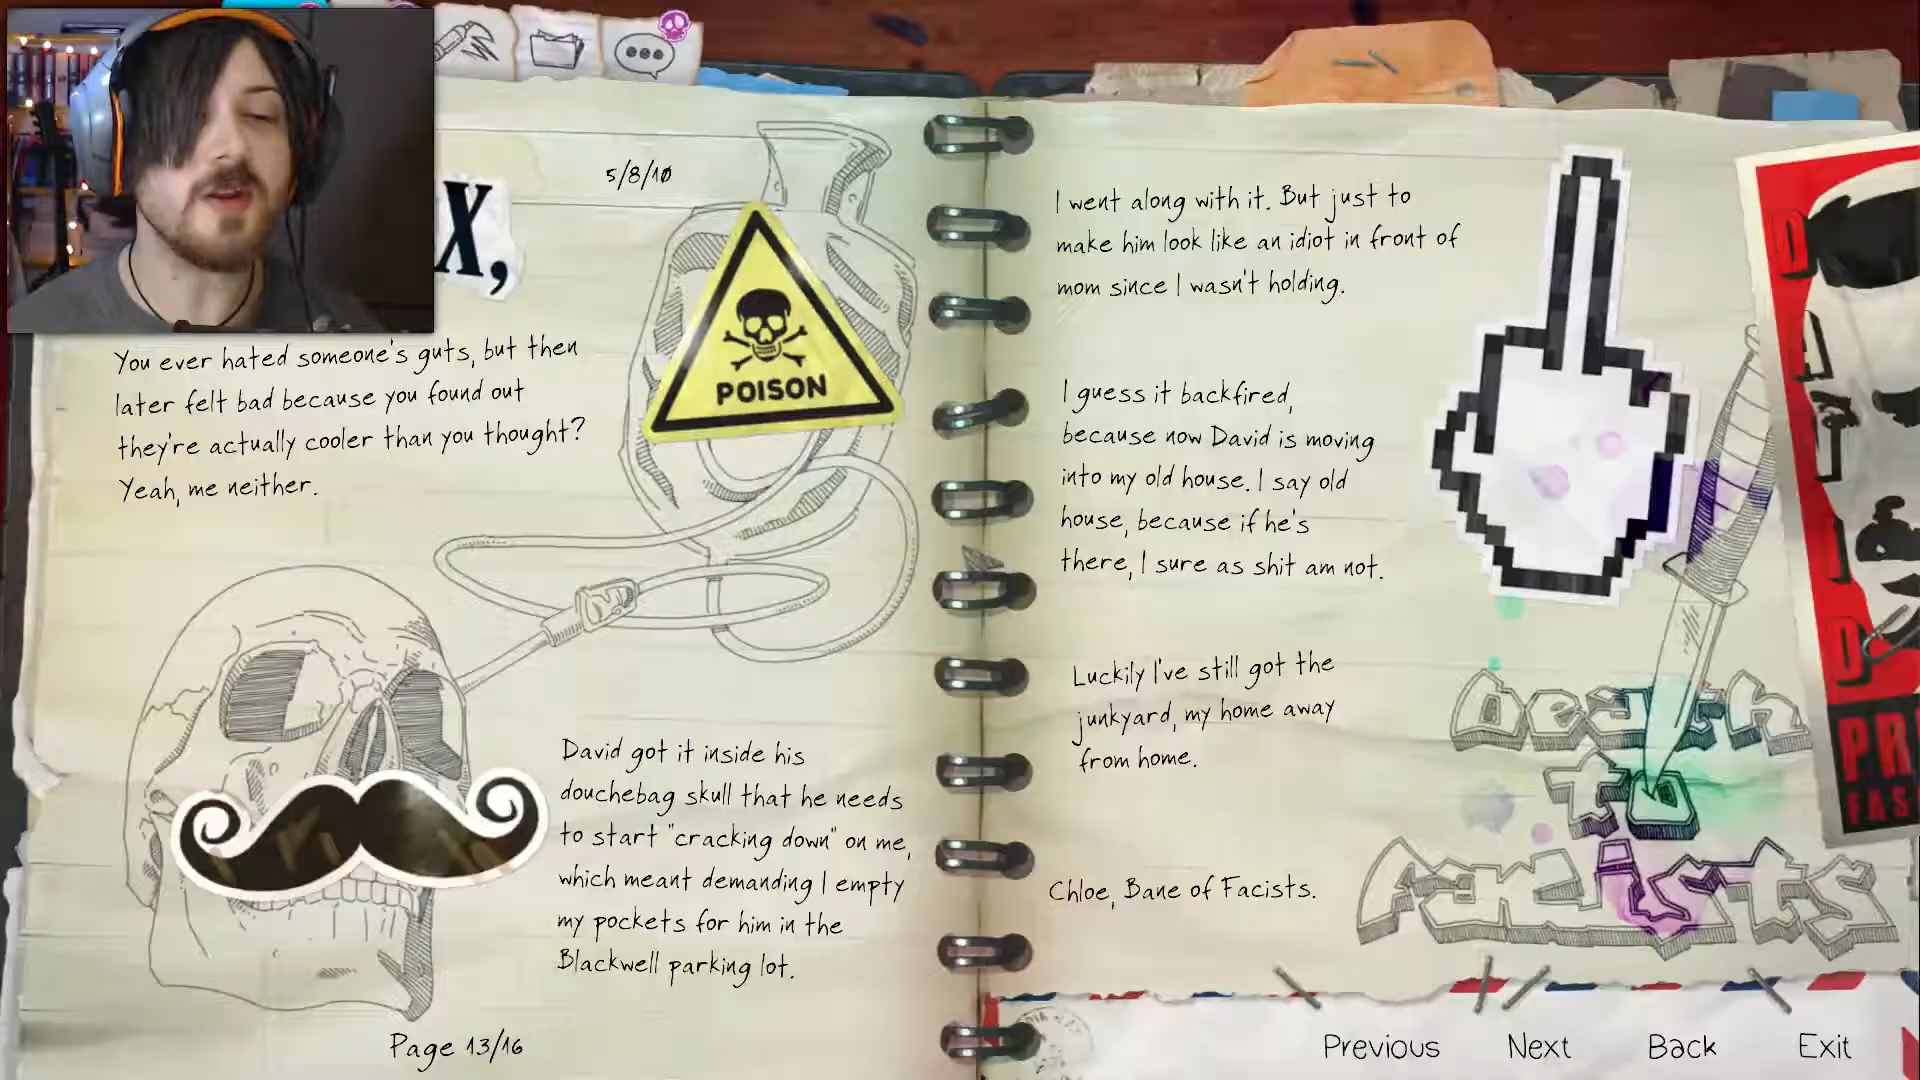 5/8/10
X,
You ever hated someone's guts, but then
later felt bad because you found out
they're actually cooler than you thought?
Yeah, me neither.
POISON
David got it inside his
douchebag skull that he needs
to start "cracking down" on me,
which meant demanding I empty
my pockets for him in the
Blackwell parking lot.
Page 13/16
I went along with it. But just to
make him look like an idiot in front of
mom since I wasn't holding.
I guess it backfired,
because now David is moving
into my old house. I say old
house, because if he's
there, I sure as shit am not.
Luckily I've still got the
junkyard, my home away
from home.
Chloe, Bane of Facists.
Death
to
Fascists
DAVID
Previous Next Back Exit